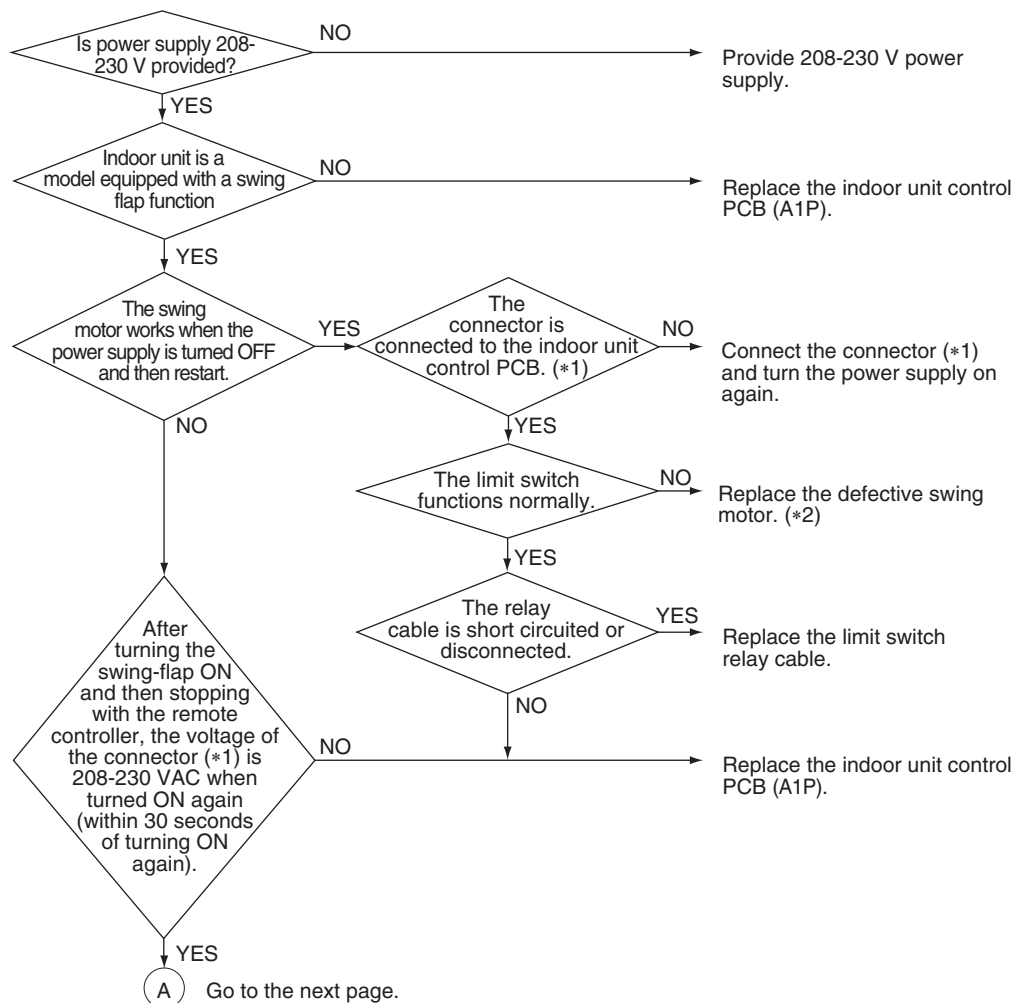 Is power supply 208-
230 V provided?
NO
Provide 208-230 V power
supply.
YES
Indoor unit is a
model equipped with a swing
flap function
NO
Replace the indoor unit control
PCB (A1P).
YES
The swing
motor works when the
power supply is turned OFF
and then restart.
YES
The
connector is
connected to the indoor unit
control PCB. (*1)
NO
Connect the connector (*1)
and turn the power supply on
again.
NO
YES
The limit switch
functions normally.
NO
Replace the defective swing
motor. (*2)
YES
The relay
cable is short circuited or
disconnected.
YES
Replace the limit switch
relay cable.
NO
After
turning the
swing-flap ON
and then stopping
with the remote
controller, the voltage of
the connector (*1) is
208-230 VAC when
turned ON again
(within 30 seconds
of turning ON
again).
NO
Replace the indoor unit control
PCB (A1P).
YES
A
Go to the next page.